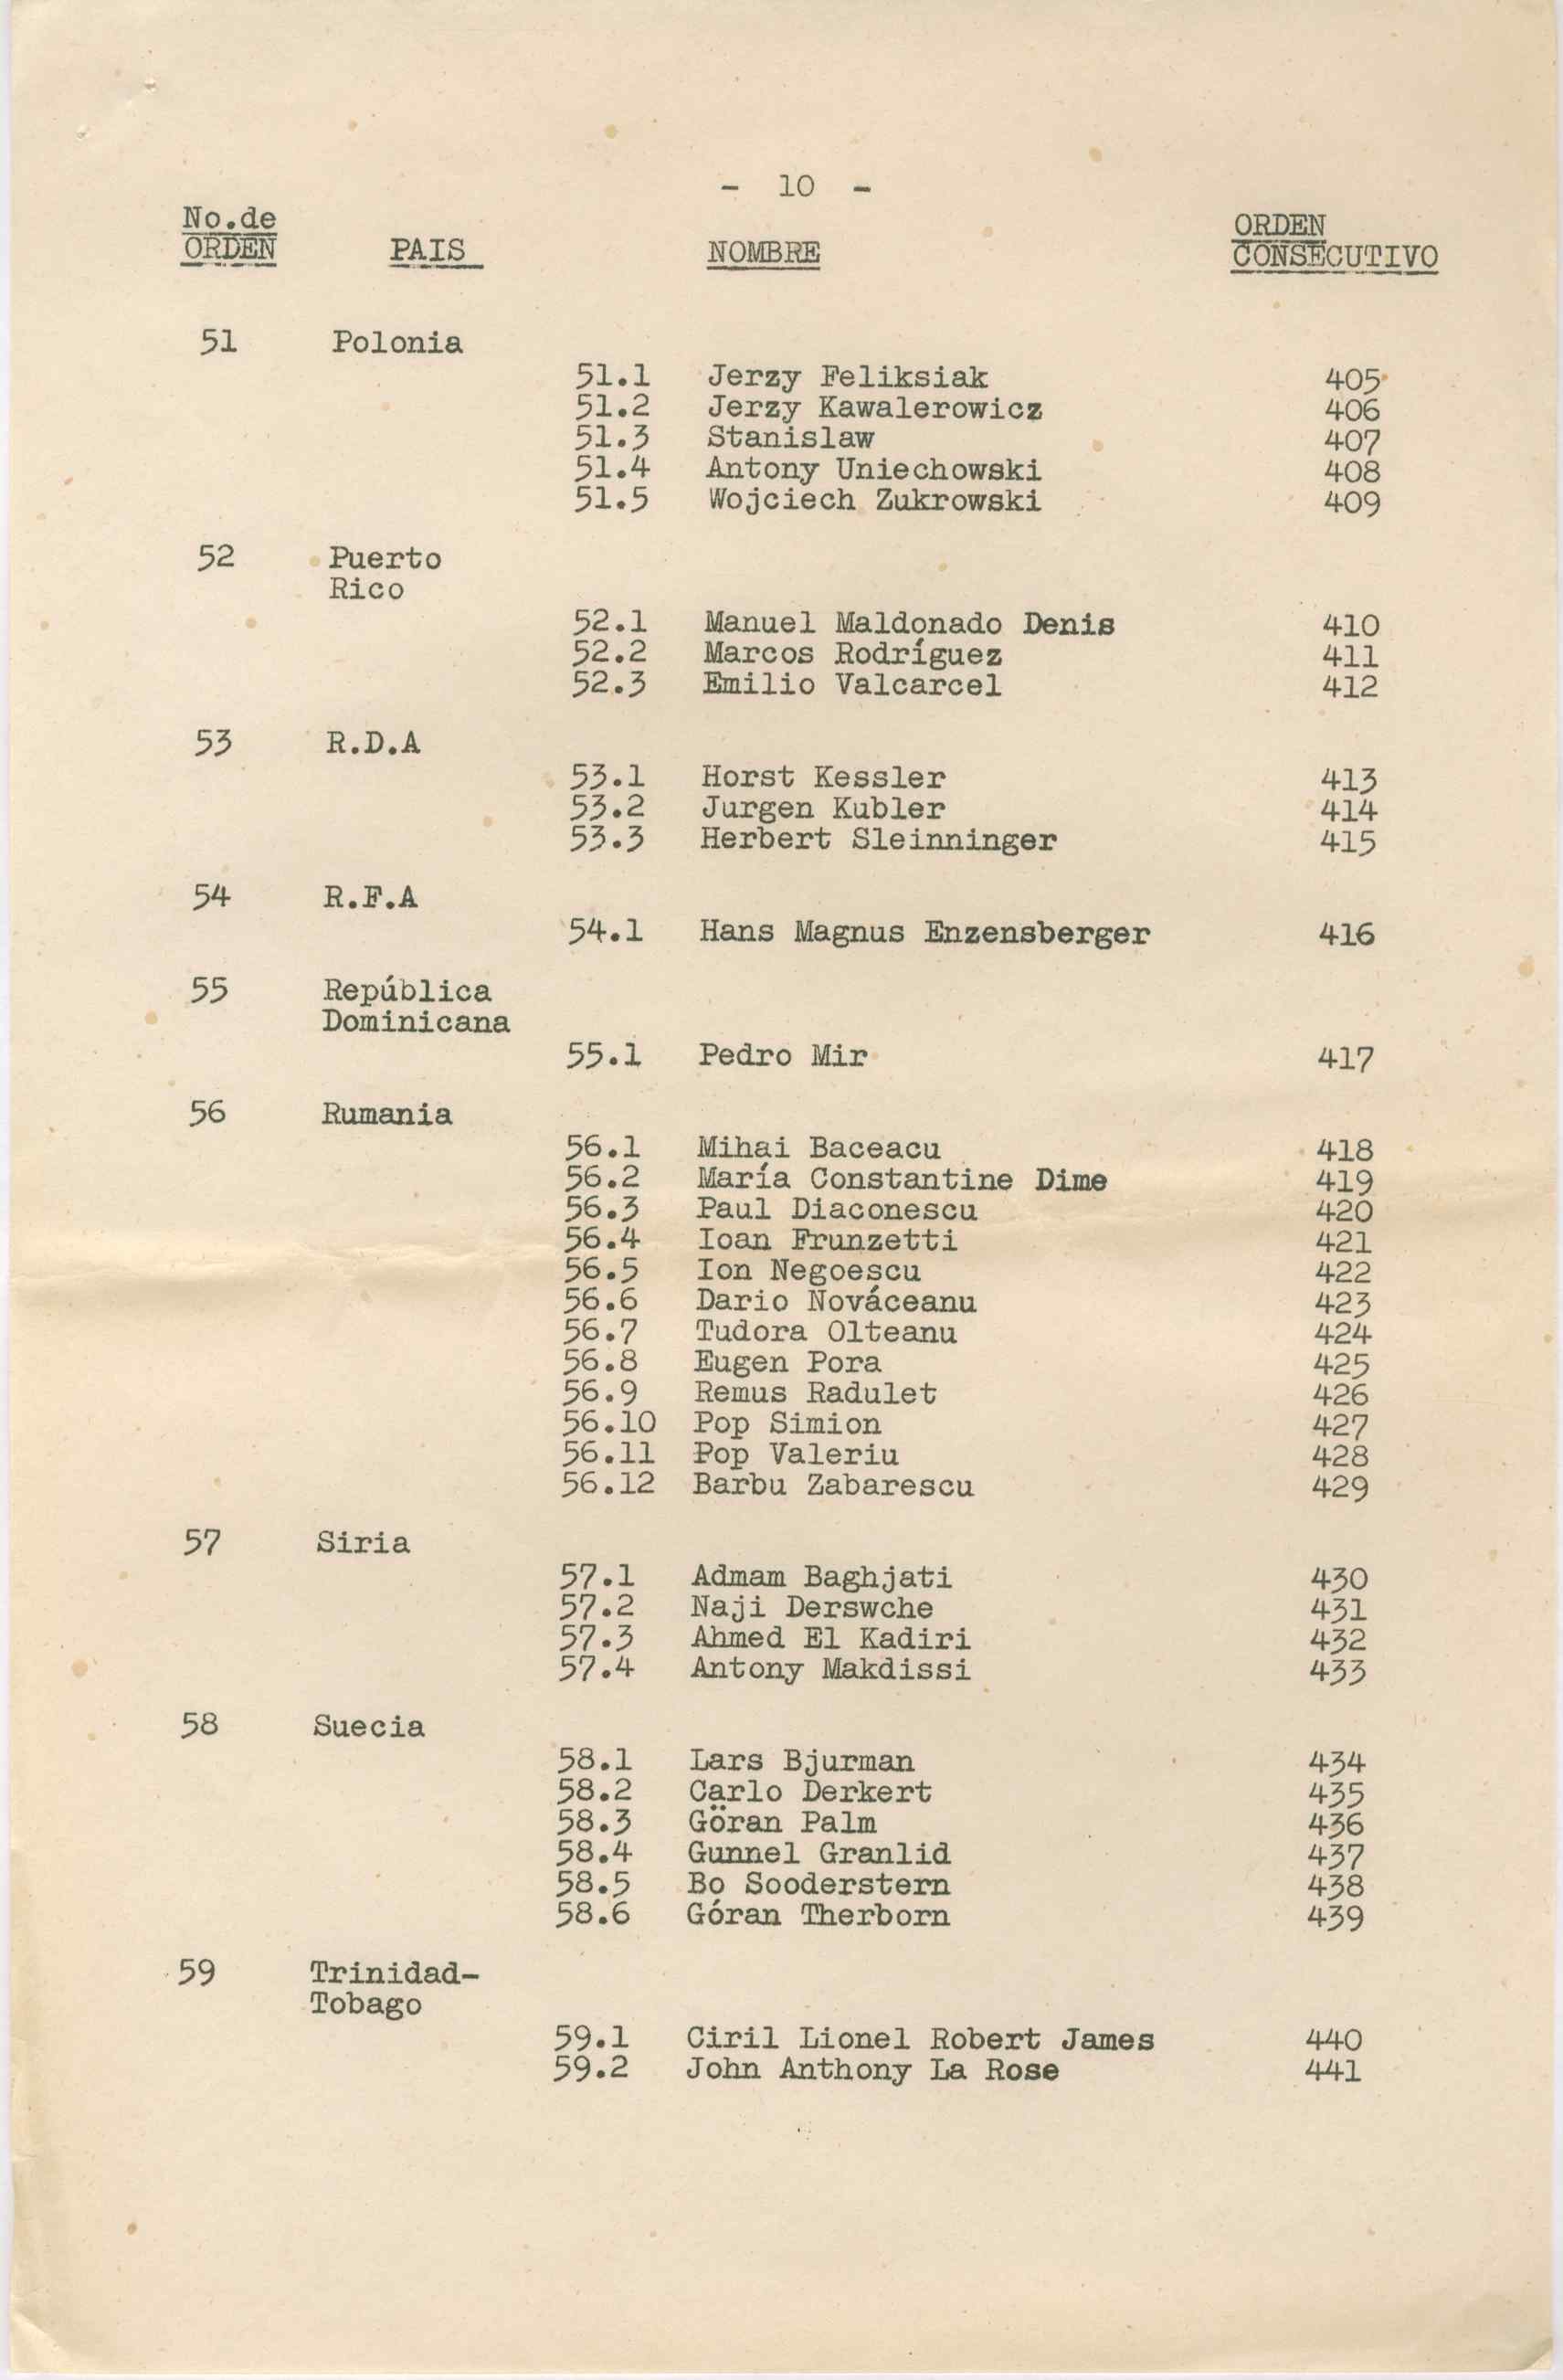 - 10 -
No.de
ORDEN PAIS NOMBRE ORDEN
CONSECUTIVO
51 Polonia
51.1 Jerzy Feliksiak 405
51.2 Jerzy Kawalerowicz 406
51.3 Stanislaw 407
51.4 Antony Uniechowski 408
51.5 Wojciech Zukrowski 409
52 Puerto
Rico
52.1 Manuel Maldonado Denis 410
52.2 Marcos Rodríguez 411
52.3 Emilio Valcarcel 412
53 R.D.A
53.1 Horst Kessler 413
53.2 Jurgen Kubler 414
53.3 Herbert Sleinninger 415
54 R.F.A
54.1 Hans Magnus Enzensberger 416
55 República
Dominicana
55.1 Pedro Mir 417
56 Rumania
56.1 Mihai Baceacu 418
56.2 María Constantine Dime 419
56.3 Paul Diaconescu 420
56.4 Ioan Frunzetti 421
56.5 Ion Negoescu 422
56.6 Dario Nováceanu 423
56.7 Tudora Olteanu 424
56.8 Eugen Pora 425
56.9 Remus Radulet 426
56.10 Pop Simion 427
56.11 Pop Valeriu 428
56.12 Barbu Zabarescu 429
57 Siria
57.1 Admam Baghjati 430
57.2 Naji Derswche 431
57.3 Ahmed El Kadiri 432
57.4 Antony Makdissi 433
58 Suecia
58.1 Lars Bjurman 434
58.2 Carlo Derkert 435
58.3 Göran Palm 436
58.4 Gunnel Granlid 437
58.5 Bo Sooderstern 438
58.6 Góran Therborn 439
59 Trinidad-
Tobago
59.1 Ciril Lionel Robert James 440
59.2 John Anthony La Rose 441